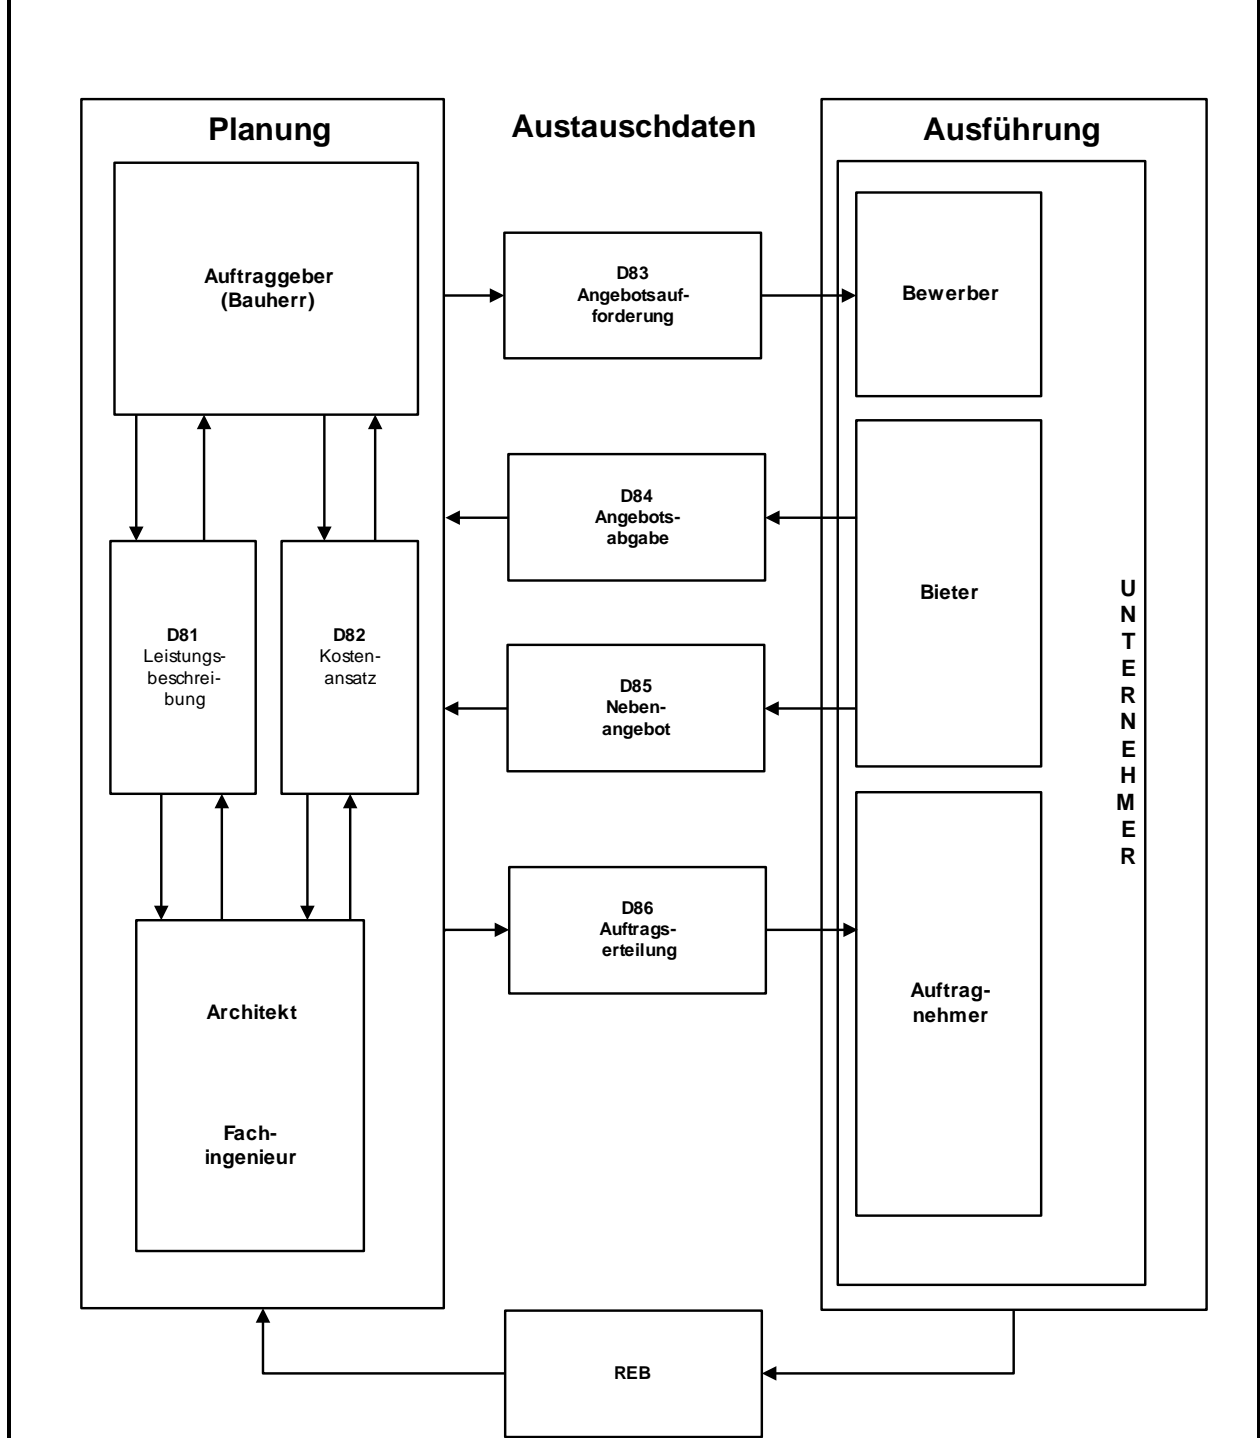 Planung
Austauschdaten
Ausführung
Auftraggeber
(Bauherr)
D83
Angebotsauf-
forderung
Bewerber
D84
Angebots-
abgabe
Bieter
D81
Leistungs-
beschrei-
bung
D82
Kosten-
ansatz
D85
Neben-
angebot
U
N
T
E
R
N
E
H
M
E
R
D86
Auftrags-
erteilung
Auftrag-
nehmer
Architekt
Fach-
ingenieur
REB